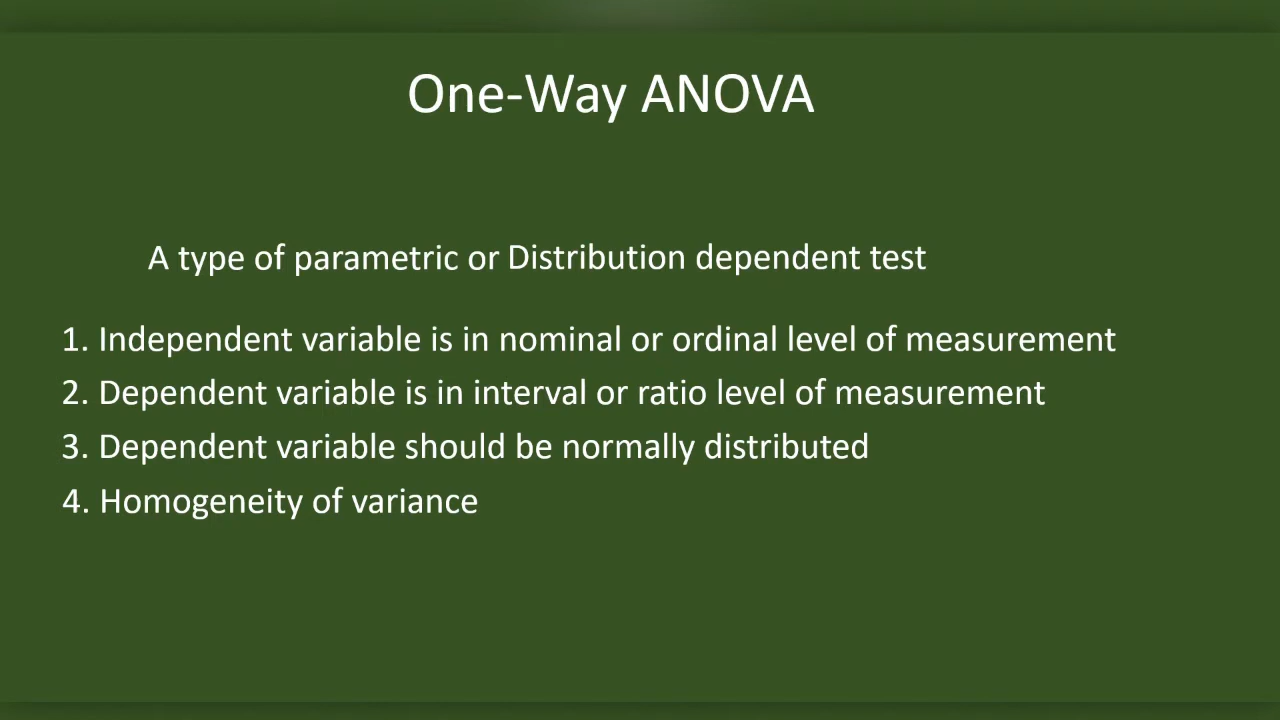 One-Way ANOVA
A type of parametric or Distribution dependent test
1. Independent variable is in nominal or ordinal level of measurement
2. Dependent variable is in interval or ratio level of measurement
3. Dependent variable should be normally distributed
4. Homogeneity of variance